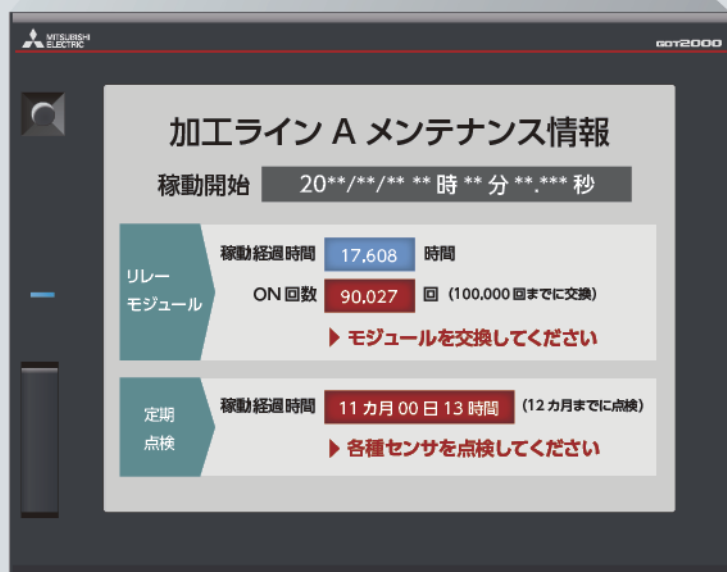 MITSUBISHI
ELECTRIC
GOT2000
加工ライン A メンテナンス情報
稼動開始 20**/**/** ** 時 ** 分 **.*** 秒
リレー
モジュール
稼動経過時間 17,608 時間
ON回数 90,027 回 (100,000 回までに交換)
▶ モジュールを交換してください
定期
点検
稼動経過時間 11 カ月 00 日 13 時間 (12 カ月までに点検)
▶ 各種センサを点検してください